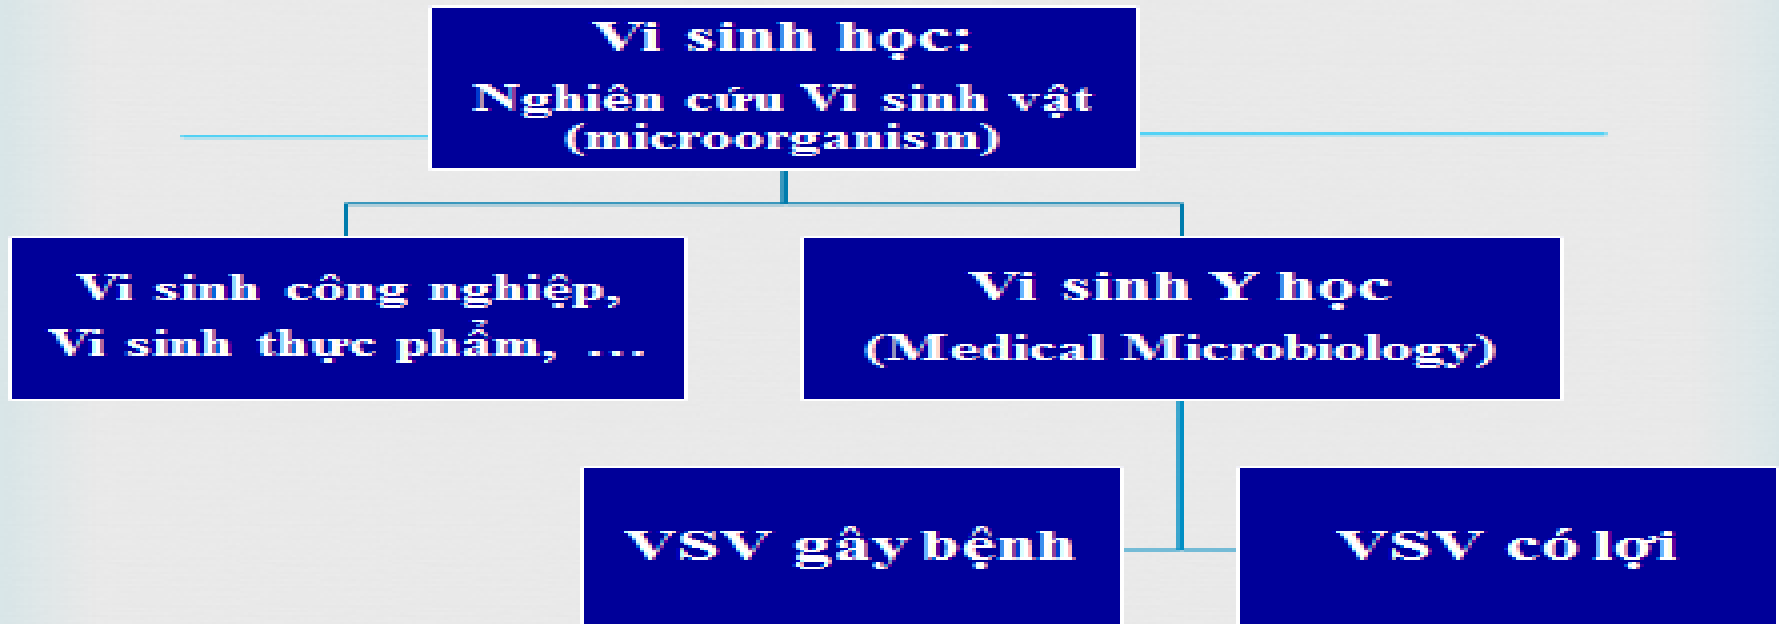 Vi sinh học:
Nghiên cứu Vi sinh vật
(microorganism)
Vi sinh công nghiệp,
Vi sinh thực phẩm, ...
Vi sinh Y học
(Medical Microbiology)
VSV gây bệnh
VSV có lợi